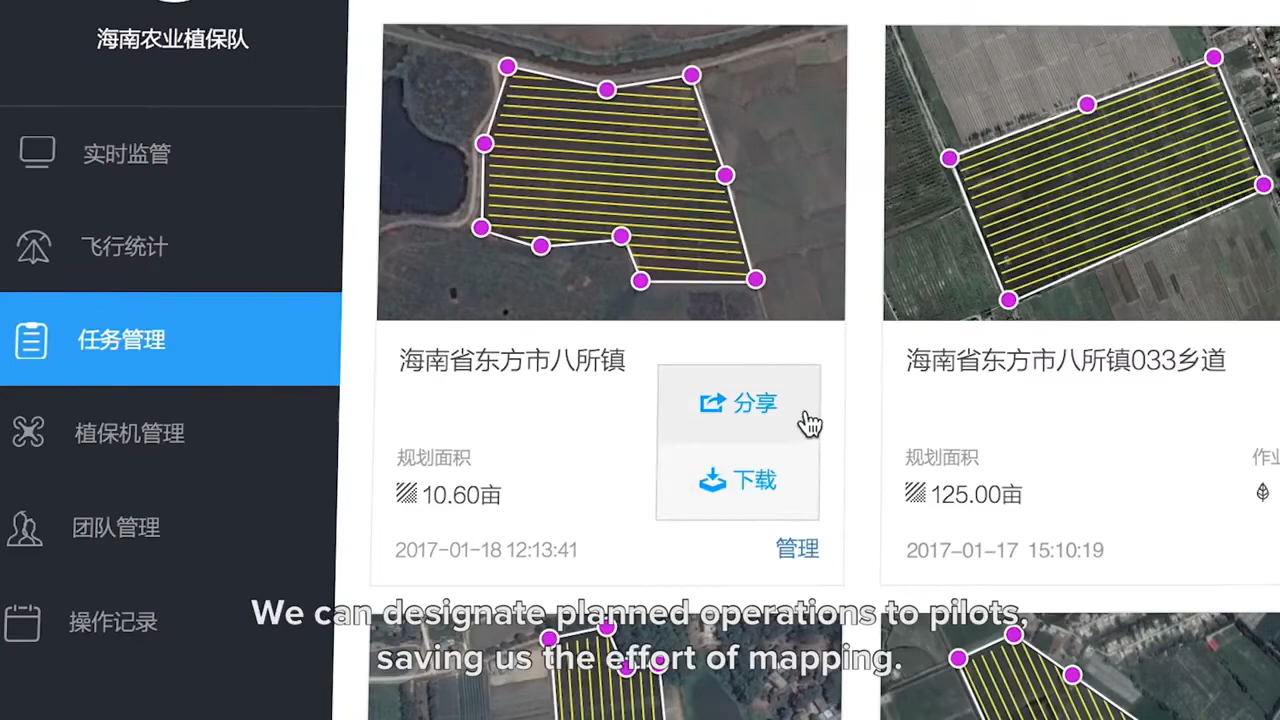 海南农业植保队
实时监管
飞行统计
任务管理
植保机管理
团队管理
操作记录
海南省东方市八所镇
分享
下载
规划面积
10.60亩
2017-01-18 12:13:41
管理
海南省东方市八所镇033乡道
规划面积
125.00亩
作业
2017-01-17 15:10:19
We can designate planned operations to pilots,
saving us the effort of mapping.